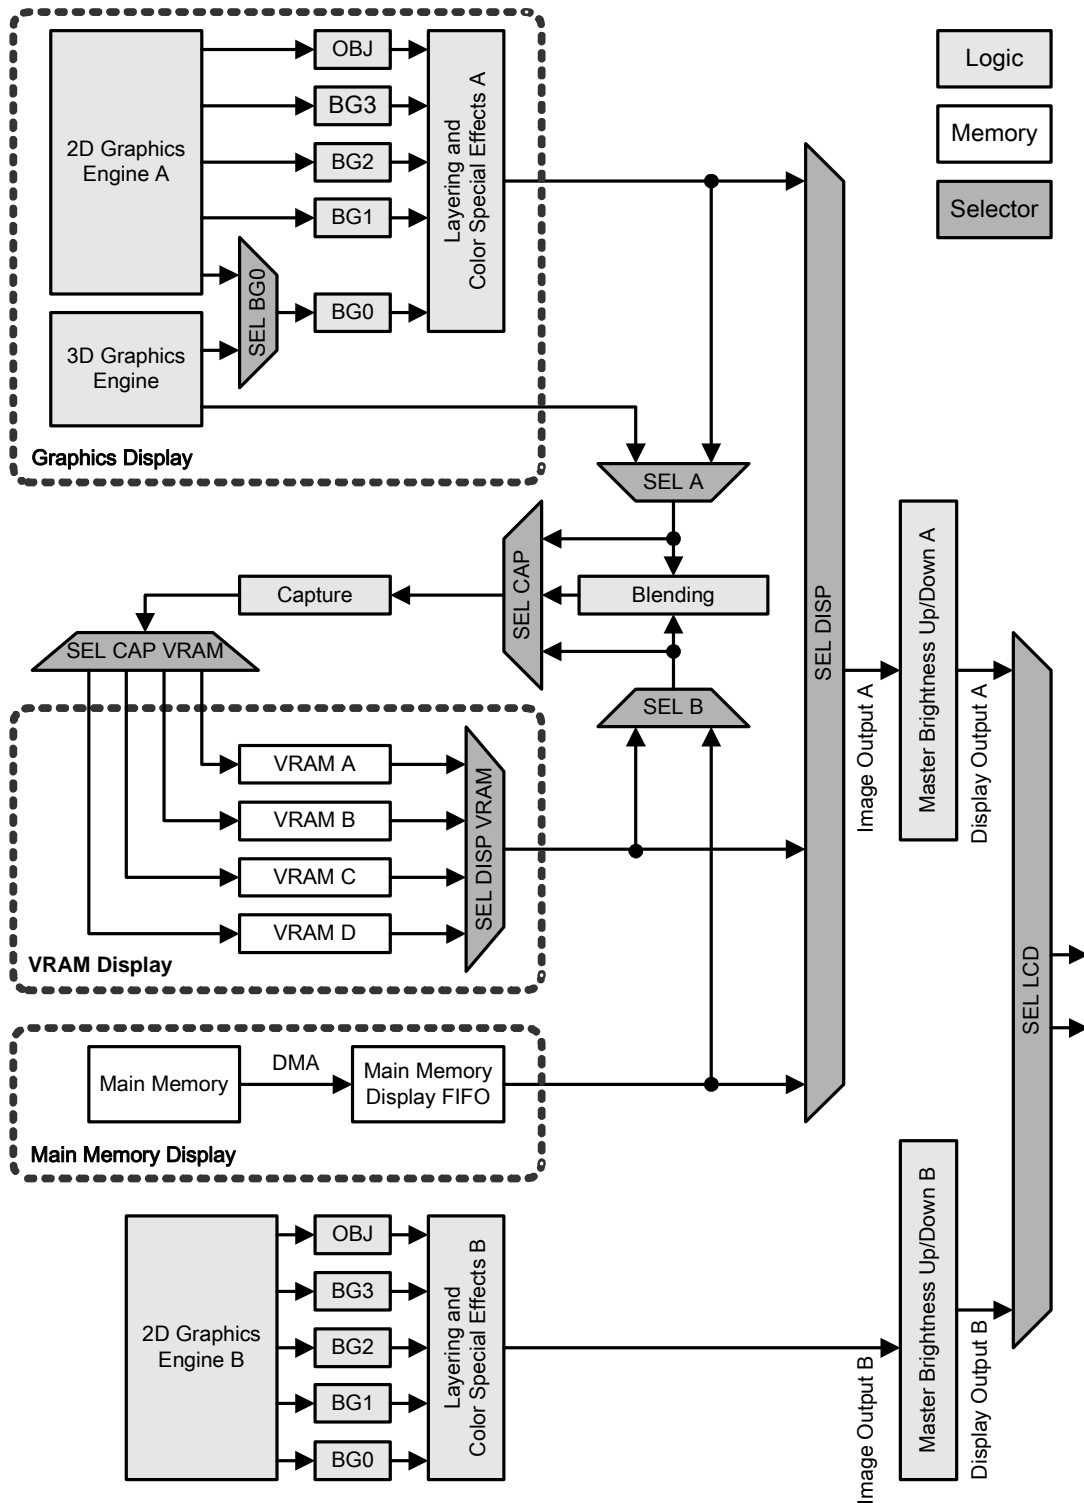 2D Graphics
Engine A
OBJ
BG3
BG2
BG1
SEL BG0
BG0
3D Graphics
Engine
Layering and
Color Special Effects A
Graphics Display
Logic
Memory
Selector
SEL A
SEL CAP
Blending
Capture
SEL CAP VRAM
SEL B
SEL DISP
Image Output A
Master Brightness Up/Down A
Display Output A
VRAM A
VRAM B
VRAM C
VRAM D
SEL DISP VRAM
VRAM Display
SEL LCD
Main Memory
DMA
Main Memory
Display FIFO
Main Memory Display
2D Graphics
Engine B
OBJ
BG3
BG2
BG1
BG0
Layering and
Color Special Effects B
Image Output B
Master Brightness Up/Down B
Display Output B